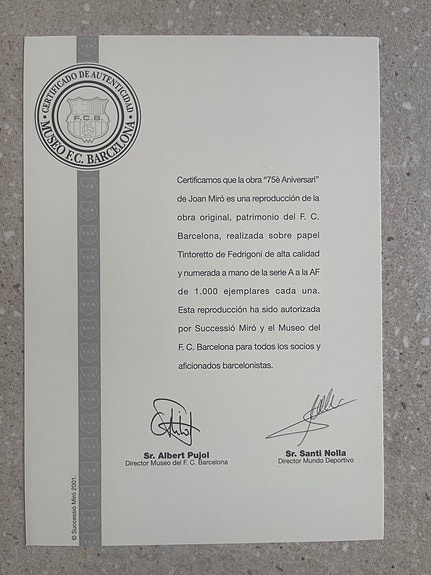 CERTIFICADO DE AUTENTICIDAD
F.C.B.
MUSEO F.C. BARCELONA
Certificamos que la obra "75è Aniversari"
de Joan Miró es una reproducción de la
obra original, patrimonio del F. C.
Barcelona, realizada sobre papel
Tintoretto de Fedrigoni de alta calidad
y numerada a mano de la serie A a la AF
de 1.000 ejemplares cada una.
Esta reproducción ha sido autorizada
por Successió Miró y el Museo del
F. C. Barcelona para todos los socios y
aficionados barcelonistas.
Sr. Albert Pujol
Director Museo del F. C. Barcelona
Sr. Santi Nolla
Director Mundo Deportivo
© Successió Miró 2001.